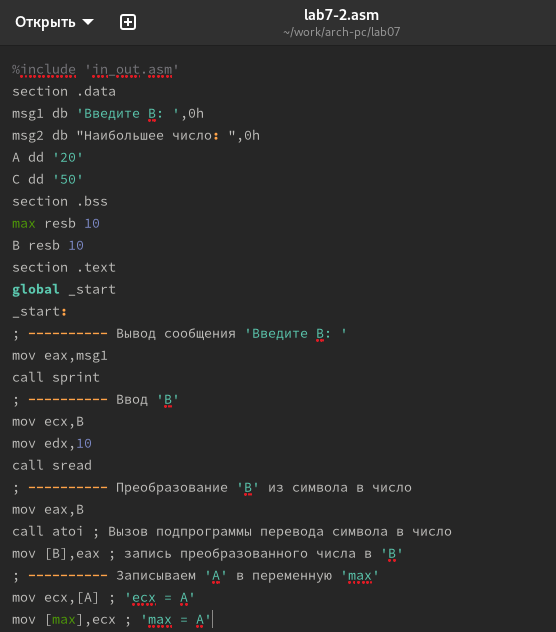 Открыть
lab7-2.asm
~/work/arch-pc/lab07
%include 'in_out.asm'
section .data
msg1 db 'Введите B: ',0h
msg2 db "Наибольшее число: ",0h
A dd '20'
C dd '50'
section .bss
max resb 10
B resb 10
section .text
global _start
_start:
; ---------- Вывод сообщения 'Введите B: '
mov eax,msg1
call sprint
; ---------- Ввод 'B'
mov ecx,B
mov edx,10
call sread
; ---------- Преобразование 'B' из символа в число
mov eax,B
call atoi ; Вызов подпрограммы перевода символа в число
mov [B],eax ; запись преобразованного числа в 'B'
; ---------- Записываем 'A' в переменную 'max'
mov ecx,[A] ; 'ecx = A'
mov [max],ecx ; 'max = A'